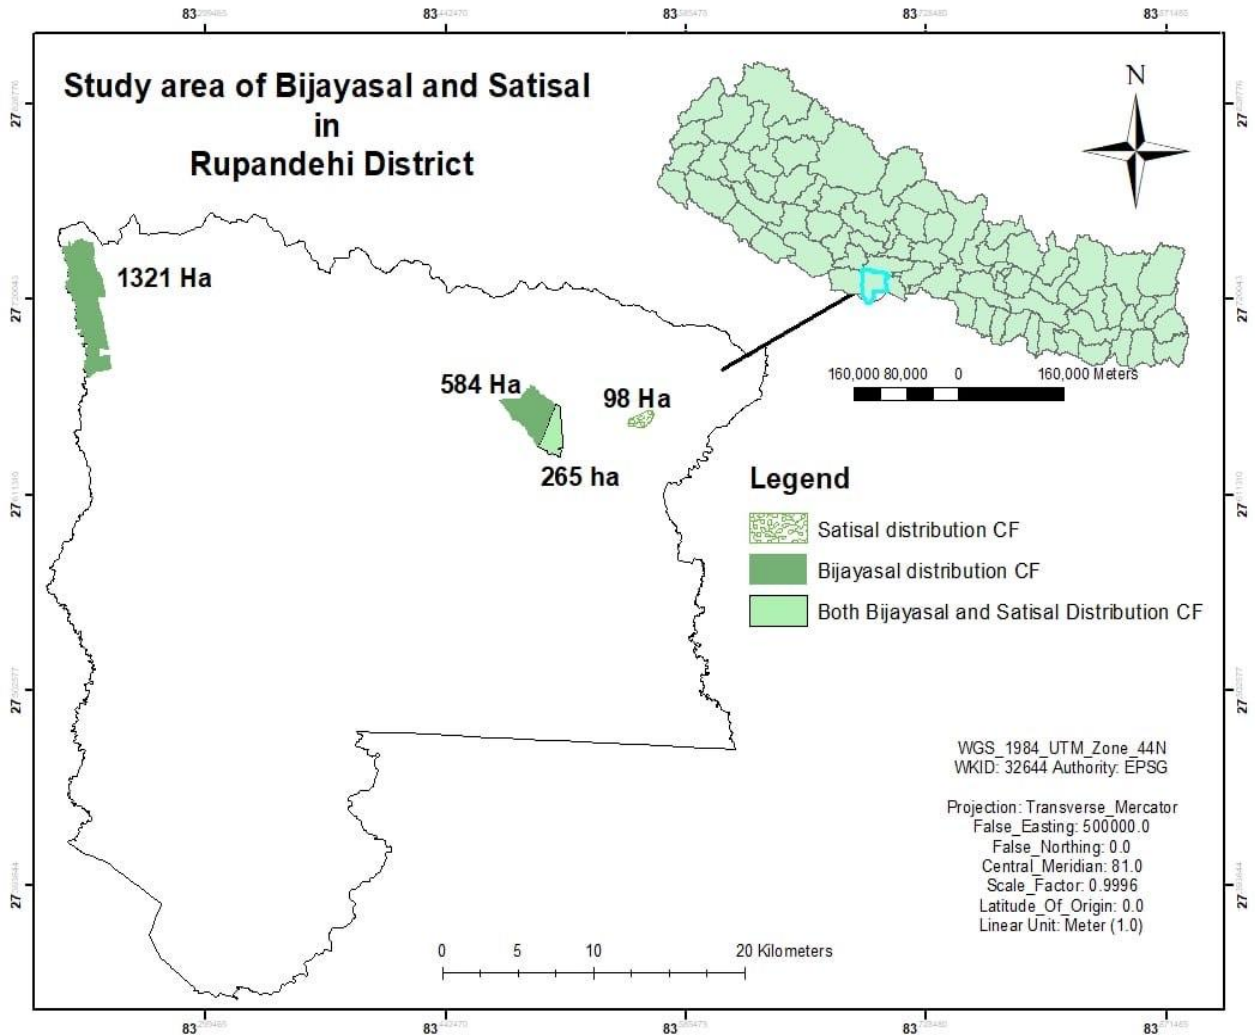 Study area of Bijayasal and Satisal
in
Rupandehi District
N
1321 Ha
584 Ha
98 Ha
265 ha
160,000 80,000 0 160,000 Meters
Legend
Satisal distribution CF
Bijayasal distribution CF
Both Bijayasal and Satisal Distribution CF
WGS_1984_UTM_Zone_44N
WKID: 32644 Authority: EPSG
Projection: Transverse_Mercator
False_Easting: 500000.0
False_Northing: 0.0
Central_Meridian: 81.0
Scale_Factor: 0.9996
Latitude_Of_Origin: 0.0
Linear Unit: Meter (1.0)
0 5 10 20 Kilometers